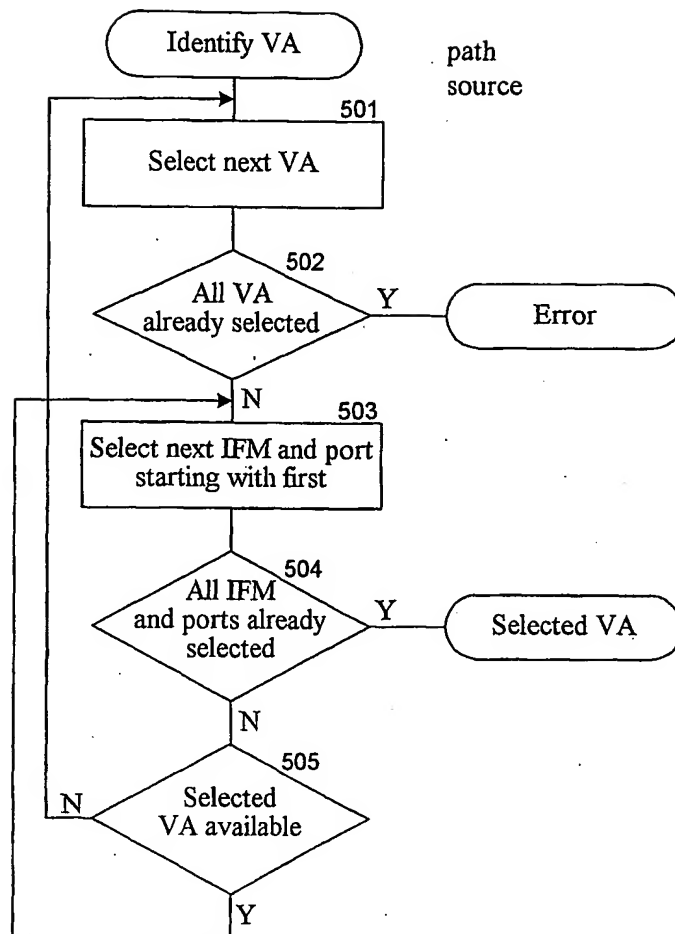 Identify VA
path
source
501
Select next VA
502
All VA
already selected
Y
Error
N
503
Select next IFM and port
starting with first
504
All IFM
and ports already
selected
Y
Selected VA
N
505
Selected
VA available
N
Y